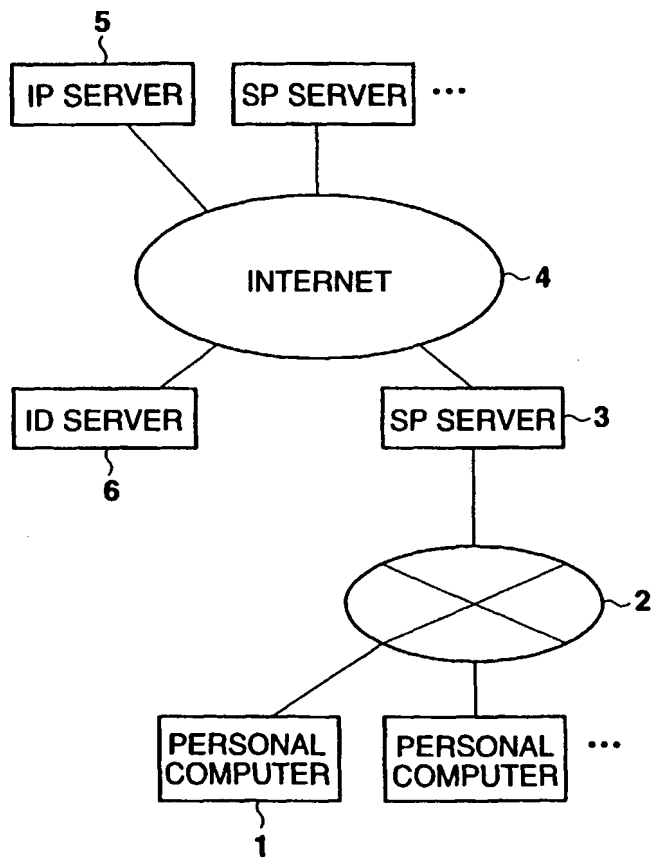 5
IP SERVER
SP SERVER
...
INTERNET
4
ID SERVER
6
SP SERVER
3
2
PERSONAL
COMPUTER
1
PERSONAL
COMPUTER
...